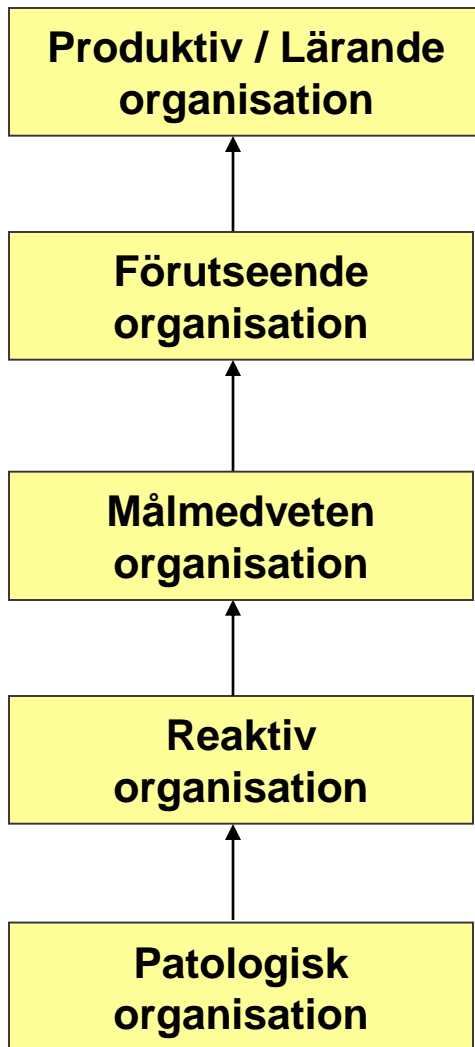 Produktiv / Lärande
organisation
Förutseende
organisation
Målmedveten
organisation
Reaktiv
organisation
Patologisk
organisation